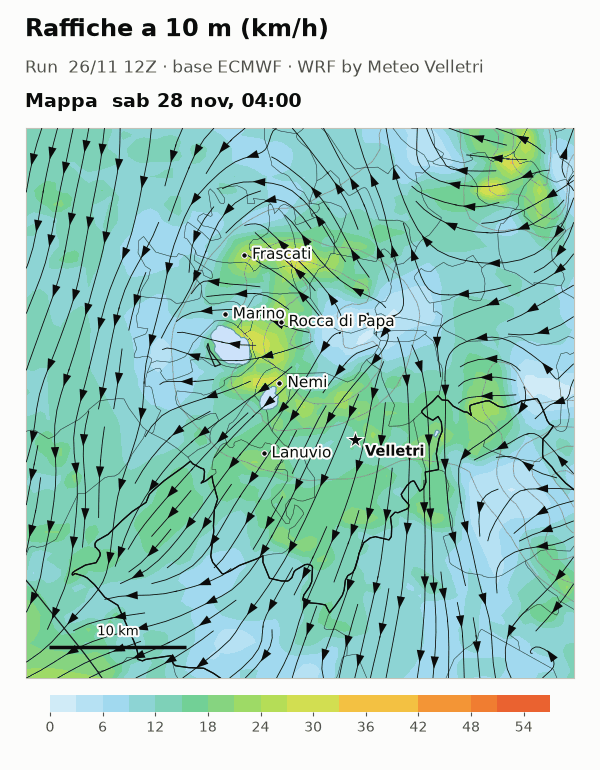 Raffiche a 10 m (km/h)
Run  26/11 12Z · base ECMWF · WRF by Meteo Velletri
Mappa  sab 28 nov, 04:00
Frascati
Marino
Rocca di Papa
Nemi
Velletri
Lanuvio
10 km
0 6 12 18 24 30 36 42 48 54